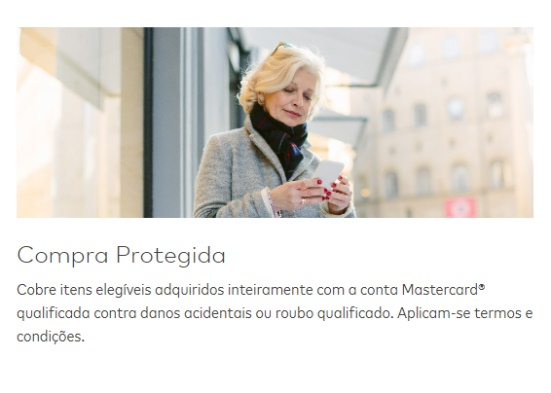 Compra Protegida
Cobre itens elegíveis adquiridos inteiramente com a conta Mastercard®
qualificada contra danos acidentais ou roubo qualificado. Aplicam-se termos e
condições.